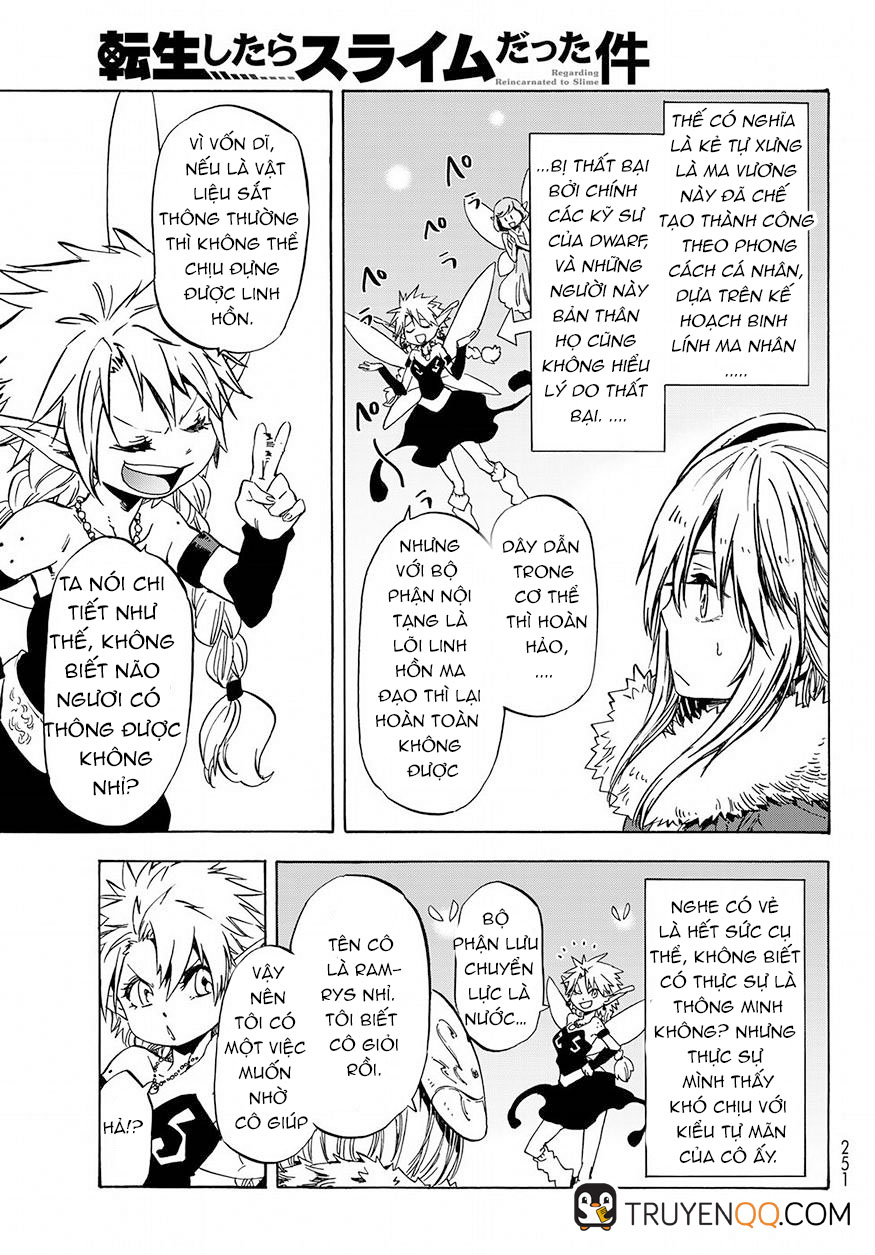 転生したらスライムだった件
Regarding
Reincarnated to Slime
THẾ CÓ NGHĨA
LÀ KẺ TỰ XƯNG
LÀ MA VƯƠNG
NÀY ĐÃ CHẾ
TẠO THÀNH CÔNG
THEO PHONG
CÁCH CÁ NHÂN,
DỰA TRÊN KẾ
HOẠCH BINH
LÍNH MA NHÂN
.....
...BỊ THẤT BẠI
BỞI CHÍNH
CÁC KỸ SƯ
CỦA DWARF,
VÀ NHỮNG
NGƯỜI NÀY
BẢN THÂN
HỌ CŨNG
KHÔNG HIỂU
LÝ DO THẤT
BẠI. ....
ペろ
ペろ
ペろ
ペろ
DÂY DẪN
TRONG
CƠ THỂ
THÌ HOÀN
HẢO,
....
NHƯNG
VỚI BỘ
PHẬN NỘI
TẠNG LÀ
LÕI LINH
HỒN MA
ĐẠO THÌ LẠI
HOÀN TOÀN
KHÔNG
ĐƯỢC
VÌ VỐN DĨ,
NẾU LÀ VẬT
LIỆU SẮT
THÔNG THƯỜNG
THÌ KHÔNG THỂ
CHỊU ĐỰNG
ĐƯỢC LINH
HỒN.
TA NÓI CHI
TIẾT NHƯ
THẾ, KHÔNG
BIẾT NÃO
NGƯƠI CÓ
THÔNG ĐƯỢC
KHÔNG
NHỈ?
NGHE CÓ VẺ
LÀ HẾT SỨC CỤ
THỂ, KHÔNG BIẾT
CÓ THỰC SỰ LÀ
THÔNG MINH
KHÔNG? NHƯNG
THỰC SỰ
MÌNH THẤY
KHÓ CHỊU VỚI
KIỂU TỰ MÃN
CỦA CÔ ẤY.
BỘ
PHẬN LƯU
CHUYỂN
LỰC LÀ
NƯỚC...
TÊN CÔ
LÀ RAM-
RYS NHỈ.
TÔI BIẾT
CÔ GIỎI
RỒI.
VẬY
NÊN
TÔI CÓ
MỘT VIỆC
MUỐN
NHỜ
CÔ GIÚP
HẢ!?
251
TRUYENQQ.COM